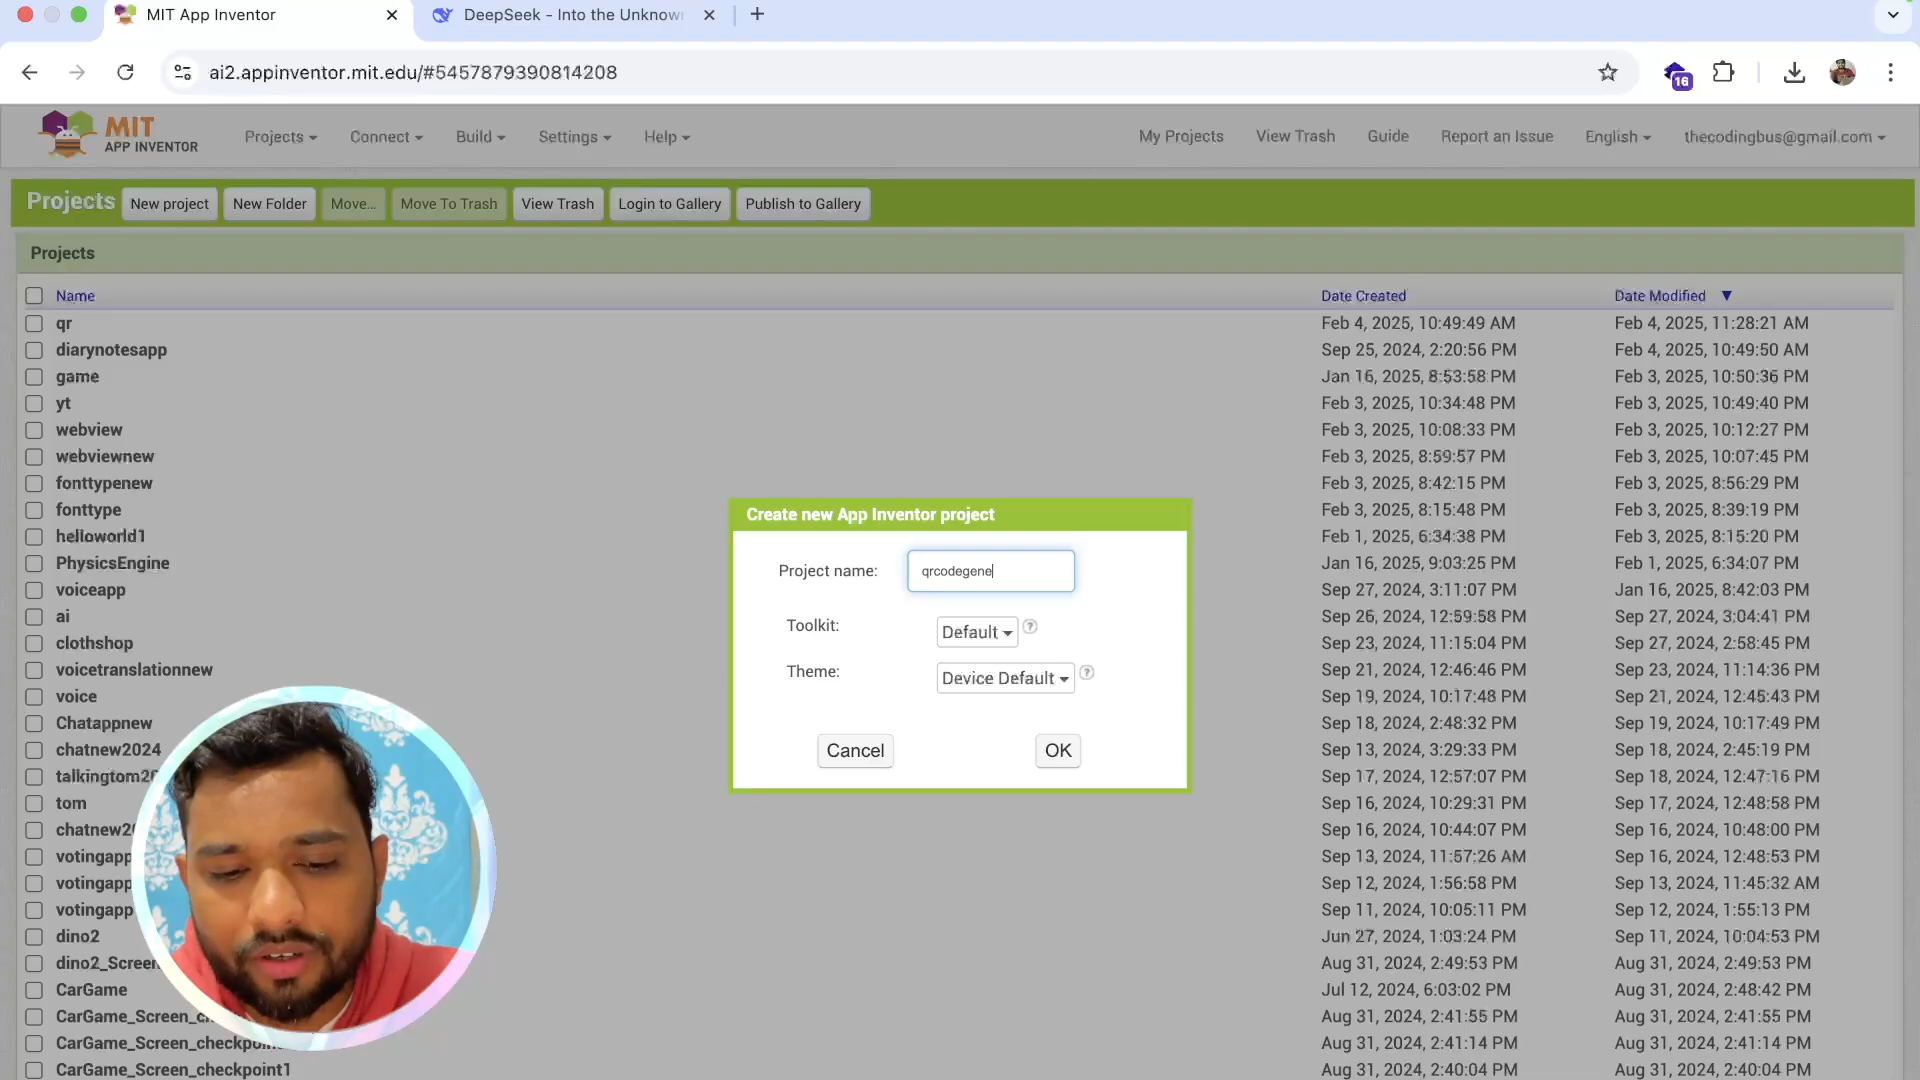 MIT App Inventor
DeepSeek - Into the Unknow
ai2.appinventor.mit.edu/#5457879390814208
16
MIT
APP INVENTOR
Projects
Connect
Build
Settings
Help
My Projects
View Trash
Guide
Report an Issue
English
thecodingbus@gmail.com
Projects
New project
New Folder
Move...
Move To Trash
View Trash
Login to Gallery
Publish to Gallery
Projects
Name Date Created Date Modified ▼
qr Feb 4, 2025, 10:49:49 AM Feb 4, 2025, 11:28:21 AM
diarynotesapp Sep 25, 2024, 2:20:56 PM Feb 4, 2025, 10:49:50 AM
game Jan 16, 2025, 8:53:58 PM Feb 3, 2025, 10:50:36 PM
yt Feb 3, 2025, 10:34:48 PM Feb 3, 2025, 10:49:40 PM
webview Feb 3, 2025, 10:08:33 PM Feb 3, 2025, 10:12:27 PM
webviewnew Feb 3, 2025, 8:59:57 PM Feb 3, 2025, 10:07:45 PM
fonttypenew Feb 3, 2025, 8:42:15 PM Feb 3, 2025, 8:56:29 PM
fonttype Feb 3, 2025, 8:15:48 PM Feb 3, 2025, 8:39:19 PM
helloworld1 Feb 1, 2025, 6:34:38 PM Feb 3, 2025, 8:15:20 PM
PhysicsEngine Jan 16, 2025, 9:03:25 PM Feb 1, 2025, 6:34:07 PM
voiceapp Sep 27, 2024, 3:11:07 PM Jan 16, 2025, 8:42:03 PM
ai Sep 26, 2024, 12:59:58 PM Sep 27, 2024, 3:04:41 PM
clothshop Sep 23, 2024, 11:15:04 PM Sep 27, 2024, 2:58:45 PM
voicetranslationnew Sep 21, 2024, 12:46:46 PM Sep 23, 2024, 11:14:36 PM
voice Sep 19, 2024, 10:17:48 PM Sep 21, 2024, 12:45:43 PM
Chatappnew Sep 18, 2024, 2:48:32 PM Sep 19, 2024, 10:17:49 PM
chatnew2024 Sep 13, 2024, 3:29:33 PM Sep 18, 2024, 2:45:19 PM
talkingtom20 Sep 17, 2024, 12:57:07 PM Sep 18, 2024, 12:47:16 PM
tom Sep 16, 2024, 10:29:31 PM Sep 17, 2024, 12:48:58 PM
chatnew20 Sep 16, 2024, 10:44:07 PM Sep 16, 2024, 10:48:00 PM
votingapp Sep 13, 2024, 11:57:26 AM Sep 16, 2024, 12:48:53 PM
votingapp Sep 12, 2024, 1:56:58 PM Sep 13, 2024, 11:45:32 AM
votingapp Sep 11, 2024, 10:05:11 PM Sep 12, 2024, 1:55:13 PM
dino2 Jun 27, 2024, 1:03:24 PM Sep 11, 2024, 10:04:53 PM
dino2_Screen Aug 31, 2024, 2:49:53 PM Aug 31, 2024, 2:49:53 PM
CarGame Jul 12, 2024, 6:03:02 PM Aug 31, 2024, 2:48:42 PM
CarGame_Screen_c Aug 31, 2024, 2:41:55 PM Aug 31, 2024, 2:41:55 PM
CarGame_Screen_checkpo Aug 31, 2024, 2:41:14 PM Aug 31, 2024, 2:41:14 PM
CarGame_Screen_checkpoint1 Aug 31, 2024, 2:40:04 PM Aug 31, 2024, 2:40:04 PM
Create new App Inventor project
Project name: qrcodegene
Toolkit: Default ?
Theme: Device Default ?
Cancel
OK